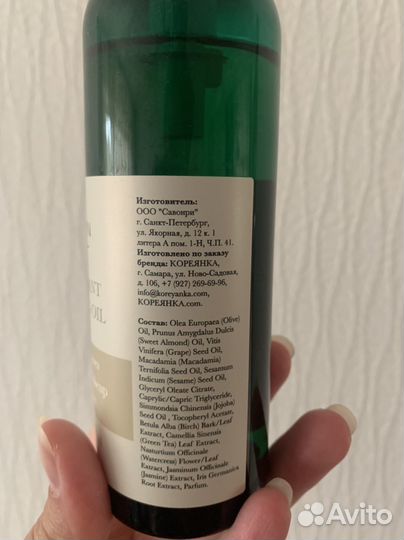 Изготовитель:
ООО "Савонри"
г. Санкт-Петербург,
ул. Якорная, д. 12 к. 1
литера А пом. 1-Н, Ч.П. 41.
Изготовлено по заказу
бренда: КОРЕЯНКА,
г. Самара, ул. Ново-Садовая,
д. 106, +7 (927) 269-69-96,
info@koreyanka.com,
КОРЕЯНКА.com.
Состав: Olea Europaea (Olive)
Oil, Prunus Amygdalus Dulcis
(Sweet Almond) Oil, Vitis
Vinifera (Grape) Seed Oil,
Macadamia (Macadamia)
Ternifolia Seed Oil, Sesamum
Indicum (Sesame) Seed Oil,
Glyceryl Oleate Citrate,
Caprylic/Capric Triglyceride,
Simmondsia Chinensis (Jojoba)
Seed Oil , Tocopheryl Acetate,
Betula Alba (Birch) Bark/Leaf
Extract, Camellia Sinensis
(Green Tea) Leaf Extract,
Nasturtium Officinale
(Watercress) Flower/Leaf
Extract, Jasminum Officinale
(Jasmine) Extract, Iris Germanica
Root Extract, Parfum.
OIL
Avito